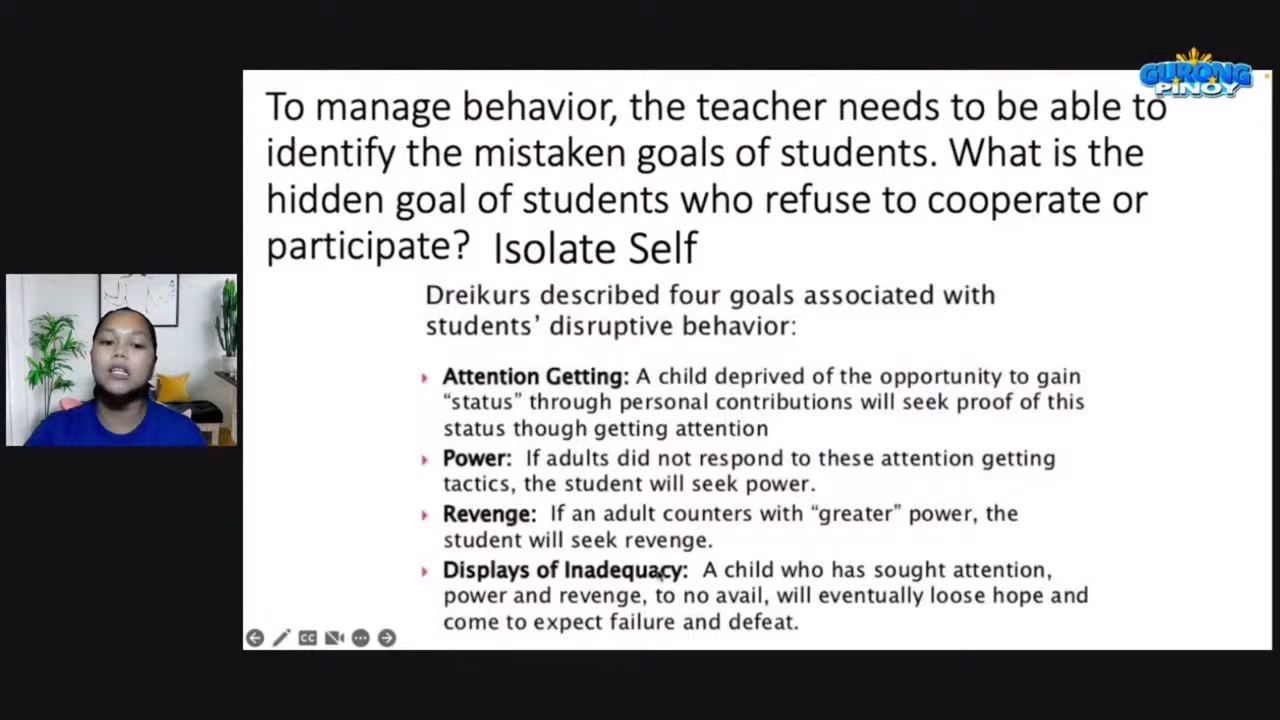 GURONG
PINOY
To manage behavior, the teacher needs to be able to
identify the mistaken goals of students. What is the
hidden goal of students who refuse to cooperate or
participate? Isolate Self
Dreikurs described four goals associated with
students' disruptive behavior:
Attention Getting: A child deprived of the opportunity to gain
“status” through personal contributions will seek proof of this
status though getting attention
Power: If adults did not respond to these attention getting
tactics, the student will seek power.
Revenge: If an adult counters with “greater” power, the
student will seek revenge.
Displays of Inadequacy: A child who has sought attention,
power and revenge, to no avail, will eventually loose hope and
come to expect failure and defeat.
CC